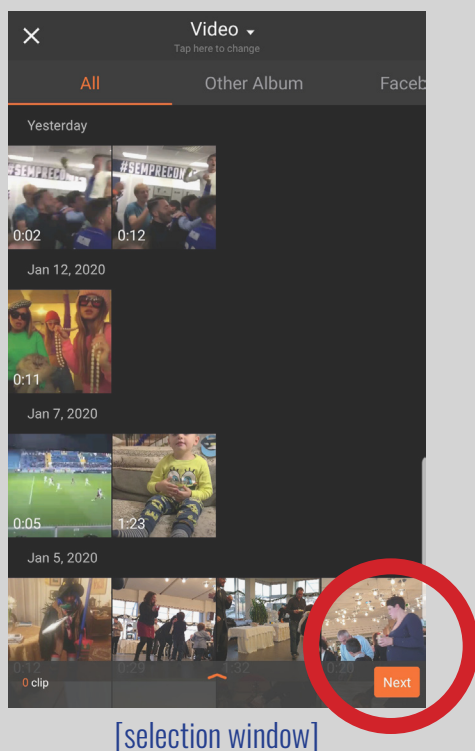 Video
Tap here to change
All Other Album Faceb
Yesterday
#SEMPRECON
0:02 0:12
Jan 12, 2020
0:11
Jan 7, 2020
0:05 1:23
Jan 5, 2020
0:12 0:29 1:32 0:20
0 clip Next
[selection window]